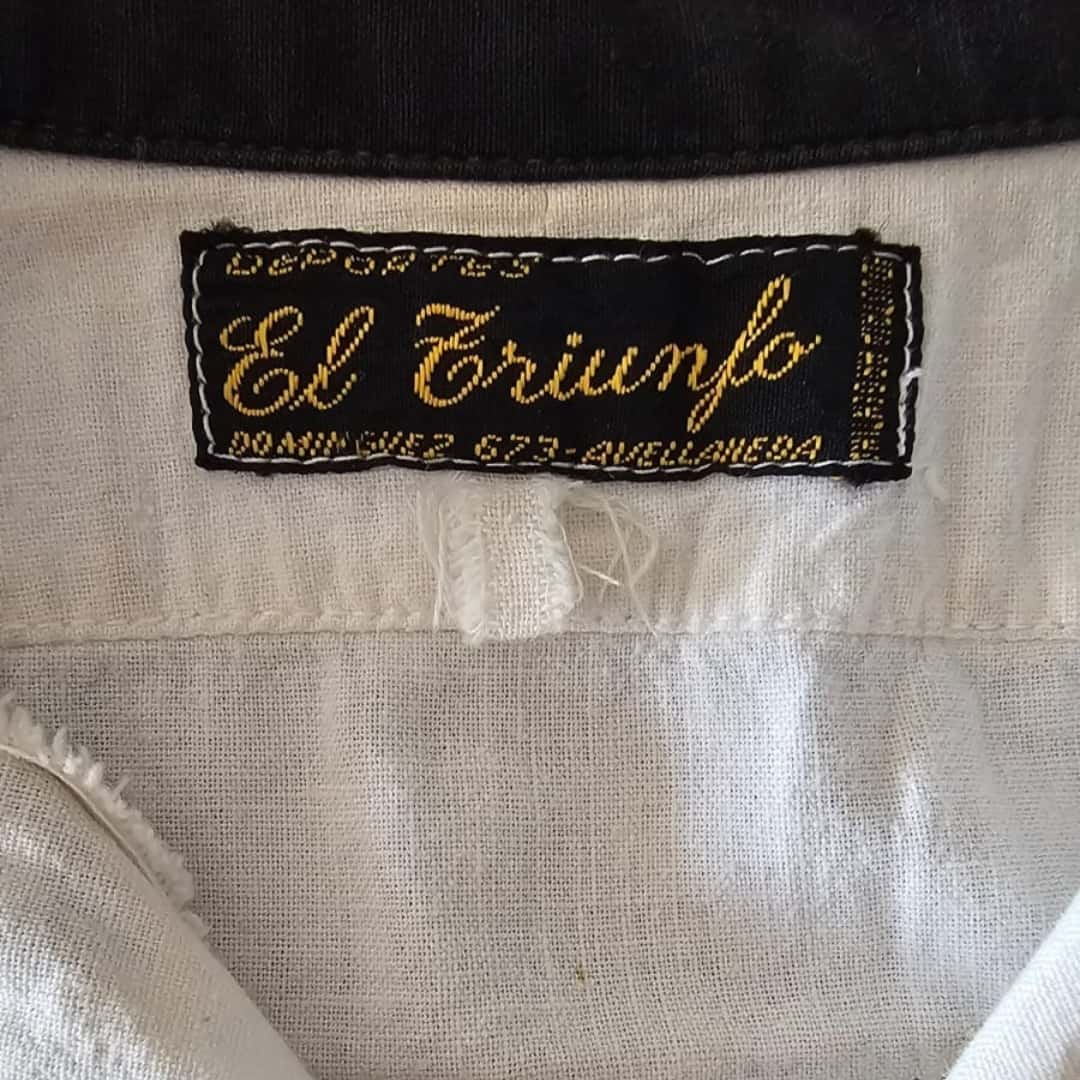 DEPORTES
El Triunfo
DOMINGUEZ 673-AVELLANEDA